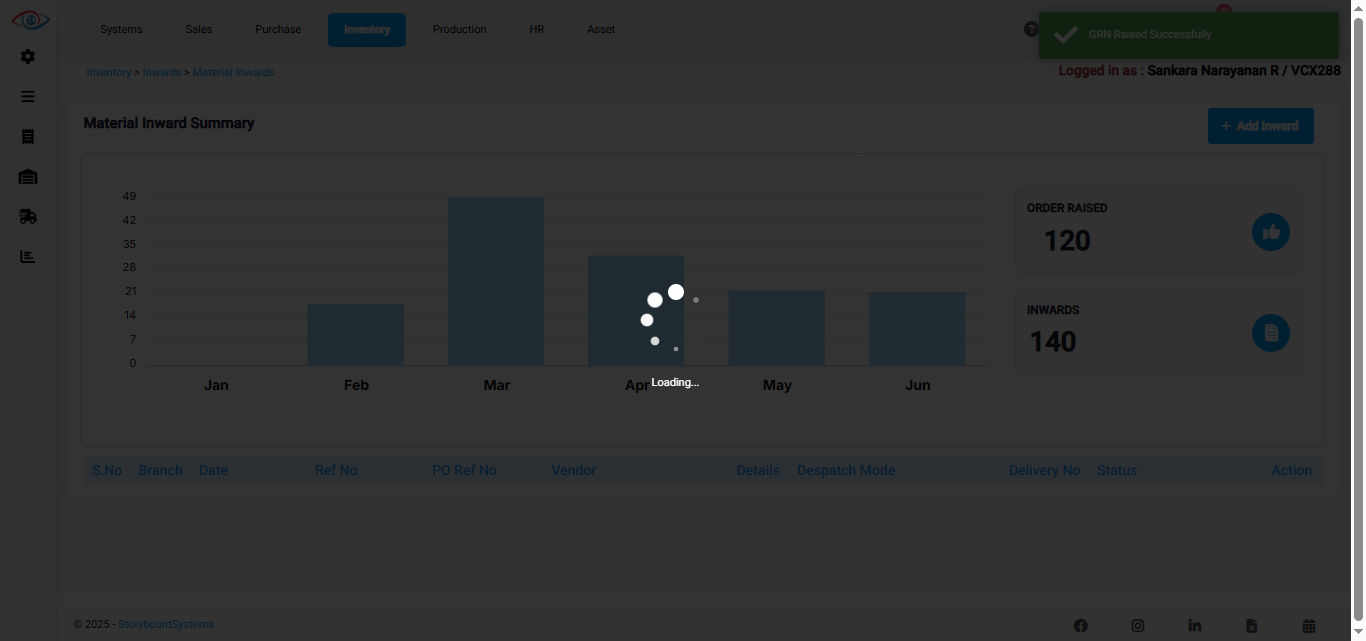 Systems Sales Purchase Inventory Production HR Asset
GRN Raised Successfully
Inventory > Inwards > Material Inwards
Logged in as : Sankara Narayanan R / VCX288
Material Inward Summary
+ Add Inward
49
42
35
28
21
14
7
0
Jan Feb Mar Apr May Jun
Loading...
ORDER RAISED
120
INWARDS
140
S.No Branch Date Ref No PO Ref No Vendor Details Despatch Mode Delivery No Status Action
© 2025 - StoryboardSystems